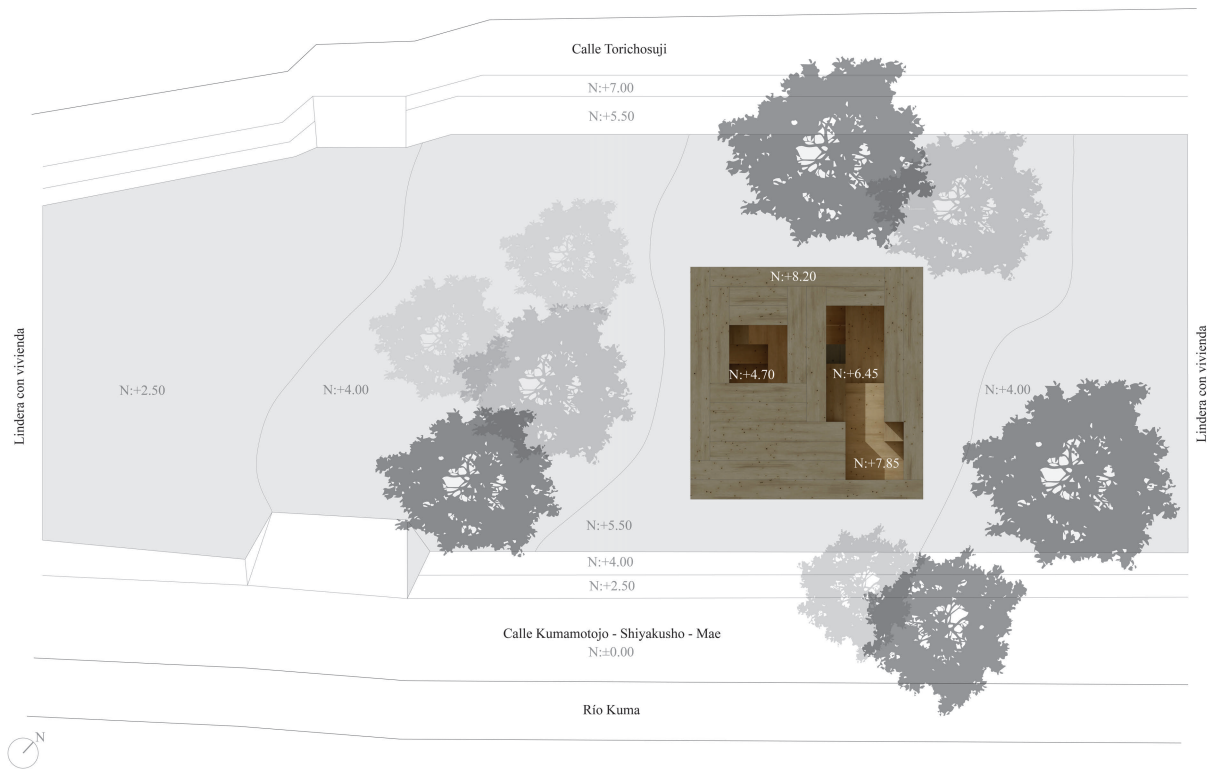 Calle Torichosuji
N:+7.00
N:+5.50
N:+8.20
N:+4.70
N:+6.45
N:+7.85
Lindera con vivienda
N:+2.50
N:+4.00
N:+4.00
Lindera con vivienda
N:+5.50
N:+4.00
N:+2.50
Calle Kumamotojo - Shiyakusho - Mae
N:±0.00
Río Kuma
N